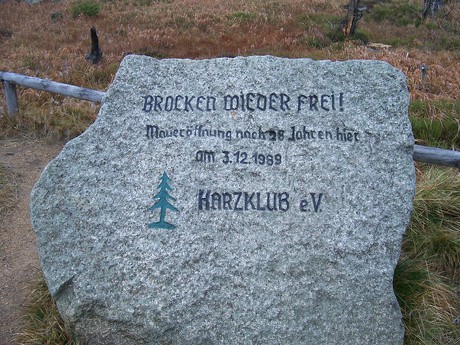 BROCKEN WIEDER FREI!
Maueröffnung nach 28 Jahren hier
am 3.12.1989
HARZKLUB e.V.